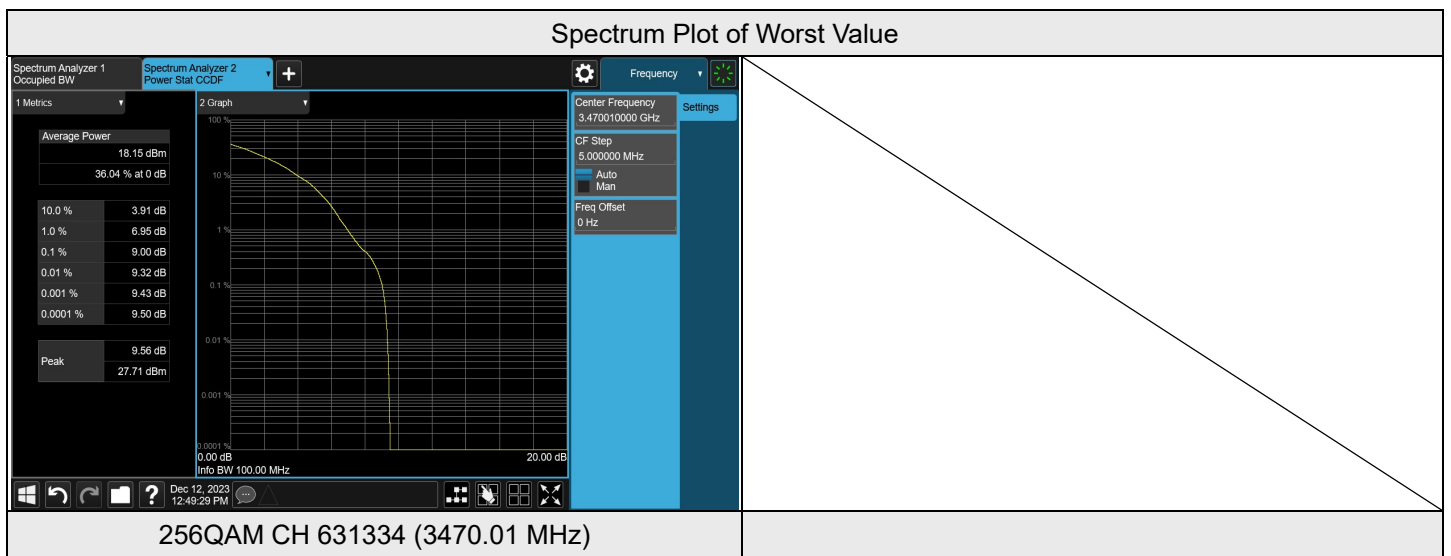 Spectrum Plot of Worst Value
Spectrum Analyzer 1
Occupied BW
Spectrum Analyzer 2
Power Stat CCDF
Frequency
1 Metrics
2 Graph
Average Power
18.15 dBm
36.04 % at 0 dB
10.0 % 3.91 dB
1.0 % 6.95 dB
0.1 % 9.00 dB
0.01 % 9.32 dB
0.001 % 9.43 dB
0.0001 % 9.50 dB
Peak 9.56 dB
27.71 dBm
100 %
10 %
1 %
0.1 %
0.01 %
0.001 %
0.0001 %
0.00 dB 20.00 dB
Info BW 100.00 MHz
Center Frequency
3.470010000 GHz
Settings
CF Step
5.000000 MHz
Auto
Man
Freq Offset
0 Hz
?
Dec 12, 2023
12:49:29 PM
256QAM CH 631334 (3470.01 MHz)